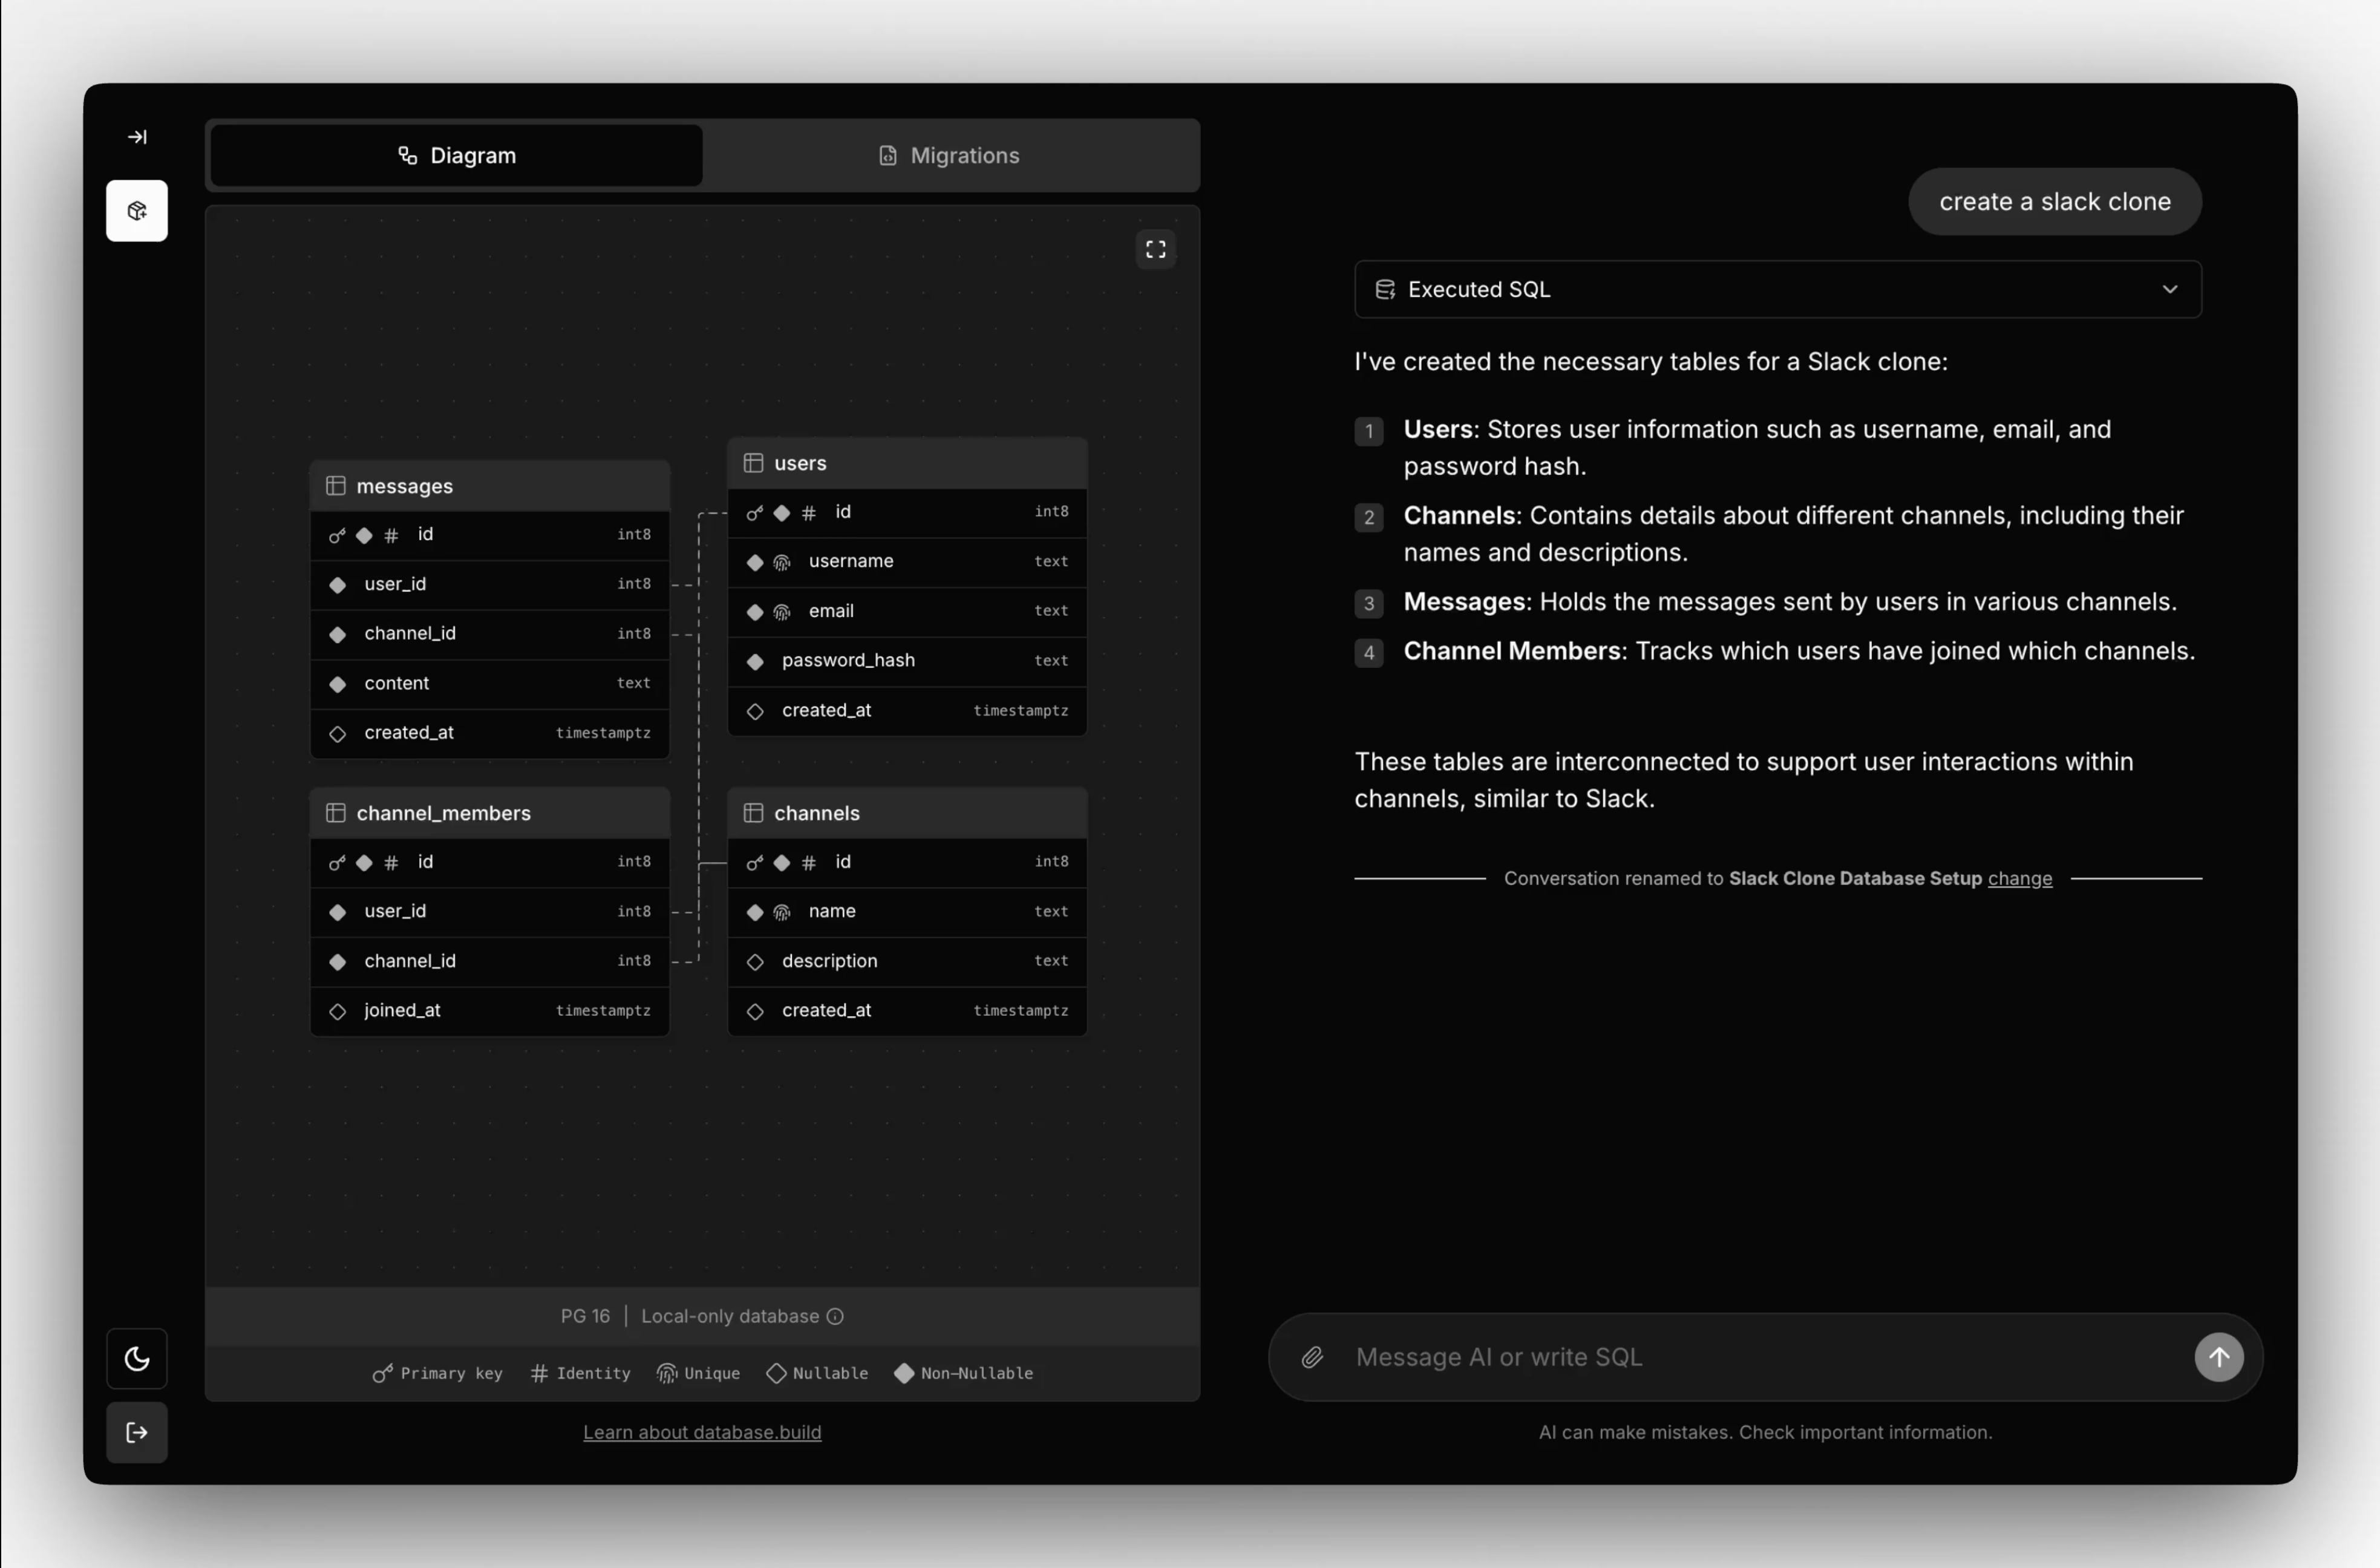 Diagram
Migrations
messages
# id int8
user_id int8
channel_id int8
content text
created_at timestamptz
users
# id int8
username text
email text
password_hash text
created_at timestamptz
channel_members
# id int8
user_id int8
channel_id int8
joined_at timestamptz
channels
# id int8
name text
description text
created_at timestamptz
PG 16 | Local-only database
Primary key # Identity Unique Nullable Non-Nullable
Learn about database.build
create a slack clone
Executed SQL
I've created the necessary tables for a Slack clone:
1 Users: Stores user information such as username, email, and
password hash.
2 Channels: Contains details about different channels, including their
names and descriptions.
3 Messages: Holds the messages sent by users in various channels.
4 Channel Members: Tracks which users have joined which channels.
These tables are interconnected to support user interactions within
channels, similar to Slack.
Conversation renamed to Slack Clone Database Setup change
Message AI or write SQL
AI can make mistakes. Check important information.